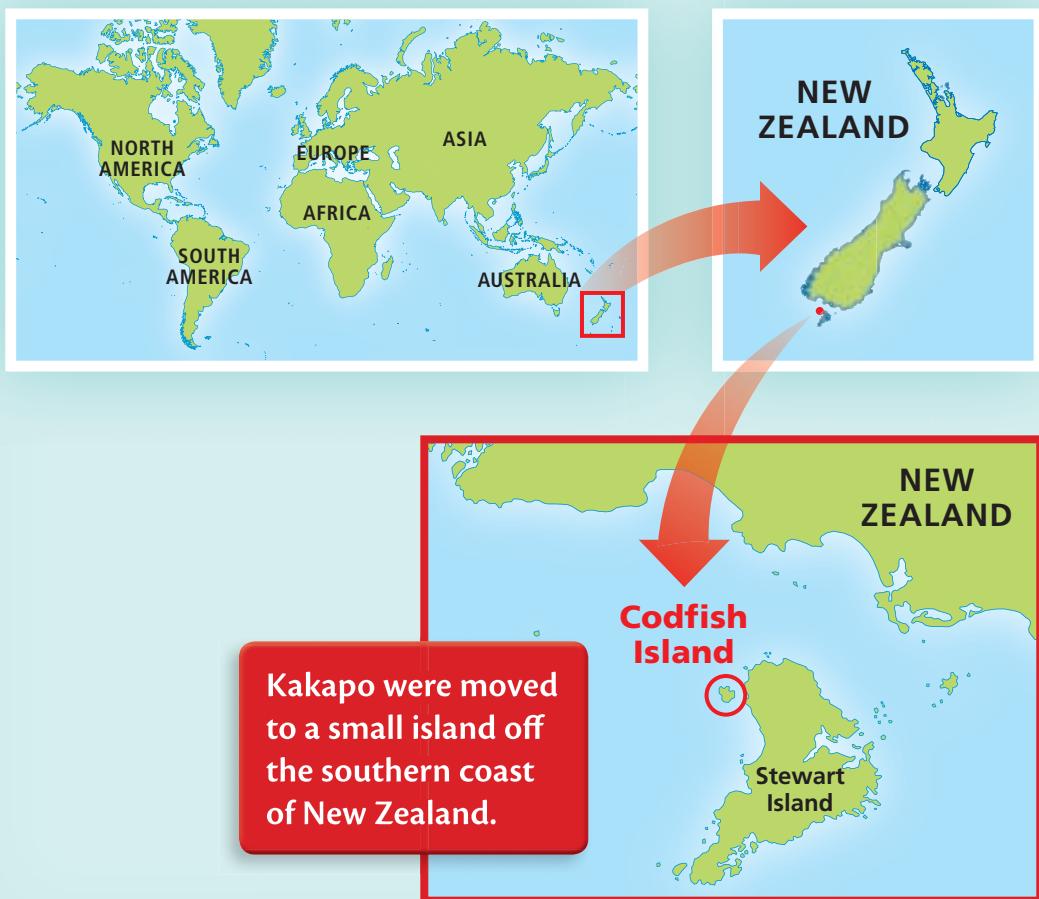 NORTH
AMERICA
EUROPE
ASIA
AFRICA
SOUTH
AMERICA
AUSTRALIA
NEW
ZEALAND
NEW
ZEALAND
Codfish
Island
Stewart
Island
Kakapo were moved
to a small island off
the southern coast
of New Zealand.